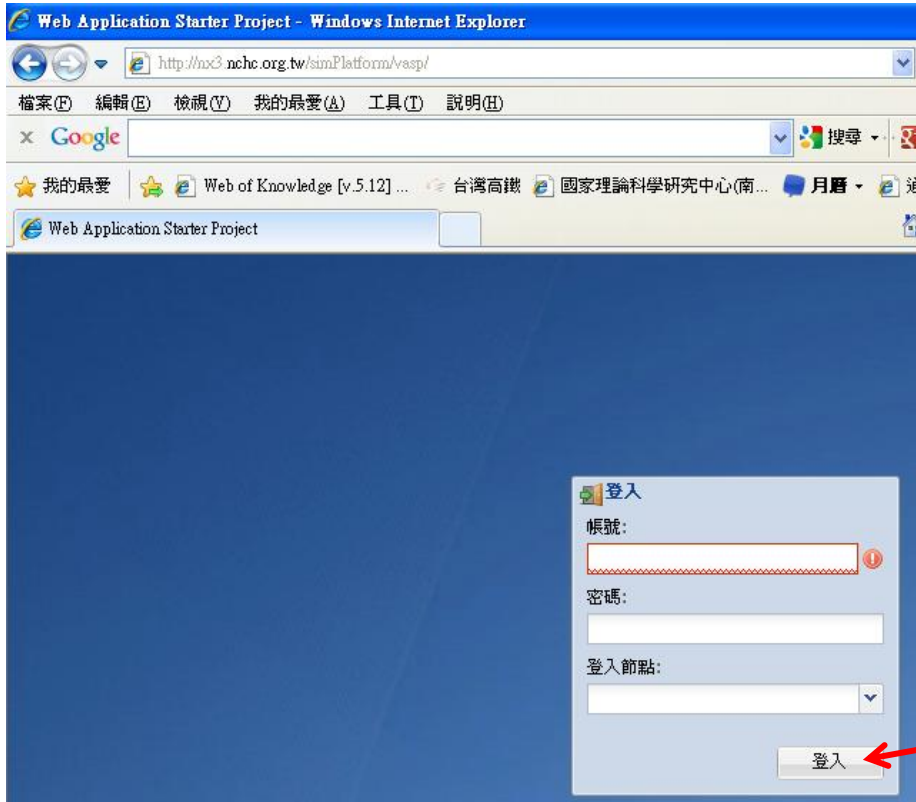 Web Application Starter Project - Windows Internet Explorer
http://nx3.nchc.org.tw/simPlatform/vasp/
檔案(F) 編輯(E) 檢視(V) 我的最愛(A) 工具(T) 說明(H)
x Google 搜尋
我的最愛 Web of Knowledge [v.5.12] ... 台灣高鐵 國家理論科學研究中心(南... 月曆
Web Application Starter Project
登入
帳號:
密碼:
登入節點:
登入